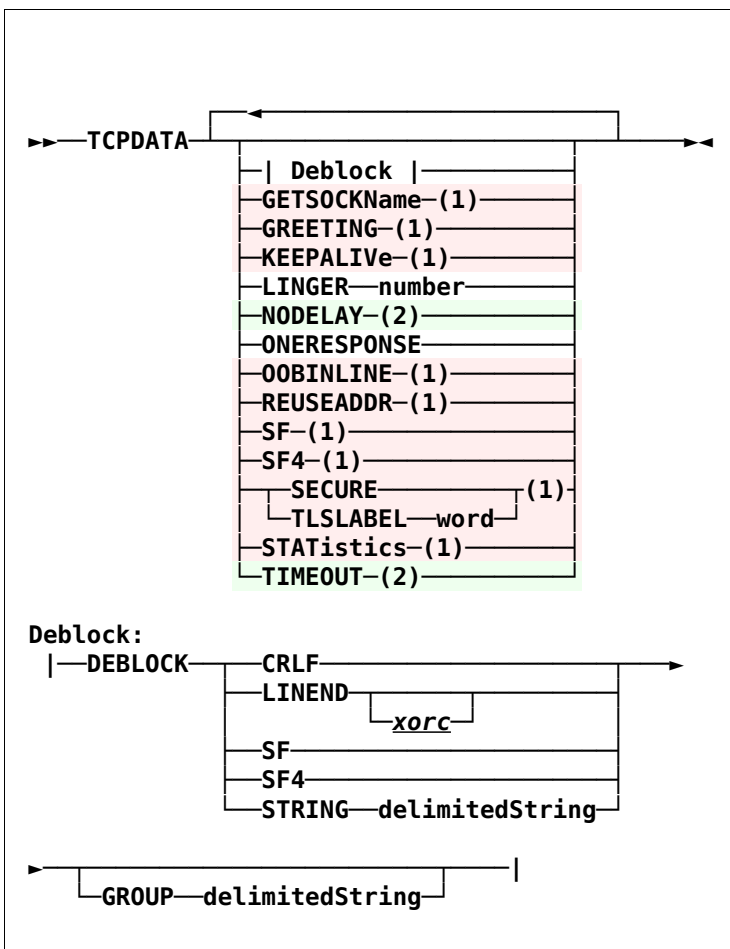 TCPDATA
| Deblock |
GETSOCKName (1)
GREETING (1)
KEEPALIVe (1)
LINGER number
NODELAY (2)
ONERESPONSE
OOBINLINE (1)
REUSEADDR (1)
SF (1)
SF4 (1)
SECURE (1)
TLSLABEL word
STATistics (1)
TIMEOUT (2)
Deblock:
DEBLOCK CRLF
LINEND
xorc
SF
SF4
STRING delimitedString
GROUP delimitedString